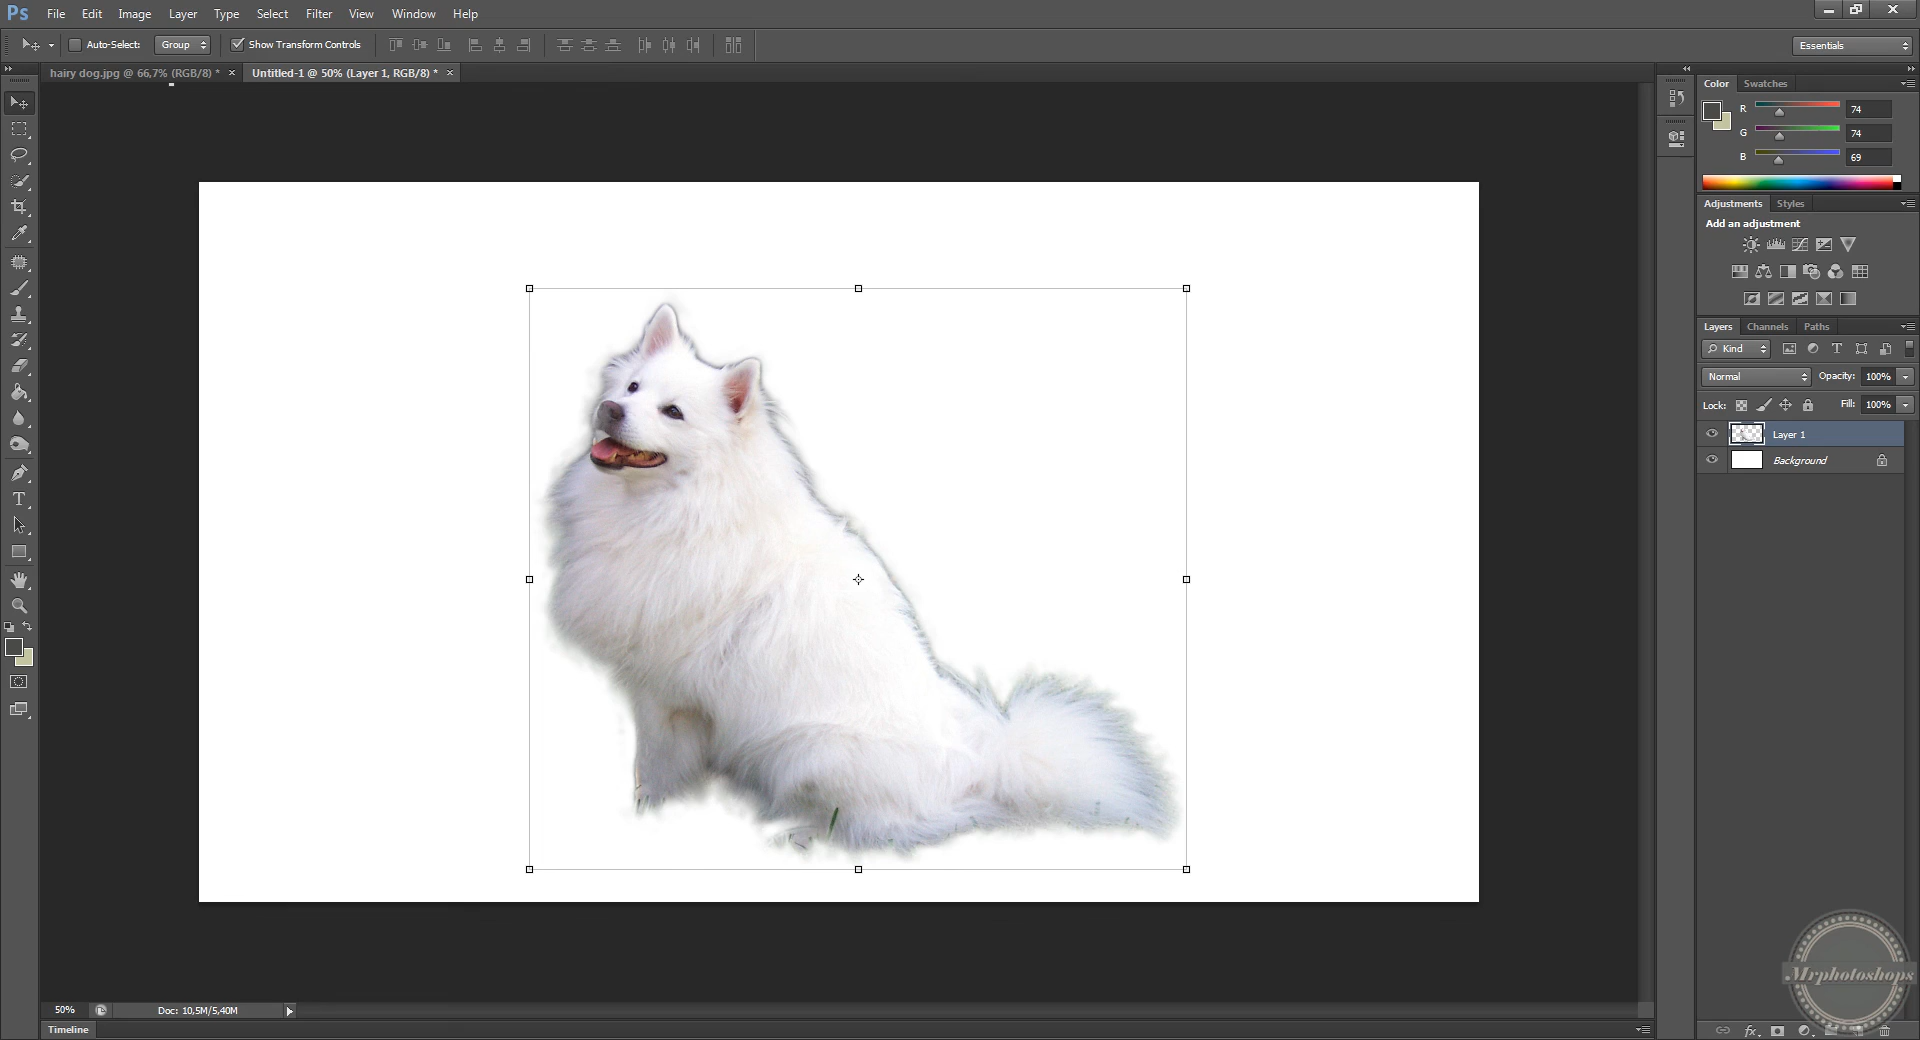 Ps File Edit Image Layer Type Select Filter View Window Help
Auto-Select: Group Show Transform Controls Essentials
hairy dog.jpg @ 66,7% (RGB/8) * × Untitled-1 @ 50% (Layer 1, RGB/8) * ×
Color Swatches
R 74
G 74
B 69
Adjustments Styles
Add an adjustment
Layers Channels Paths
Kind
Normal Opacity: 100%
Lock: Fill: 100%
Layer 1
Background
T
.Mrphotoshops
50% Doc: 10,5M/5,40M
Timeline
fx